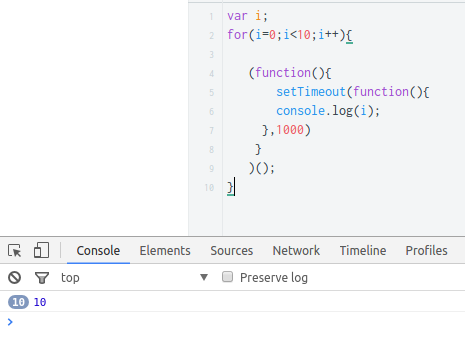 1 var i;
2 for(i=0;i<10;i++){
3
4 (function(){
5 setTimeout(function(){
6 console.log(i);
7 },1000)
8 }
9 )();
10 }
Console Elements Sources Network Timeline Profiles
top Preserve log
10 10
>